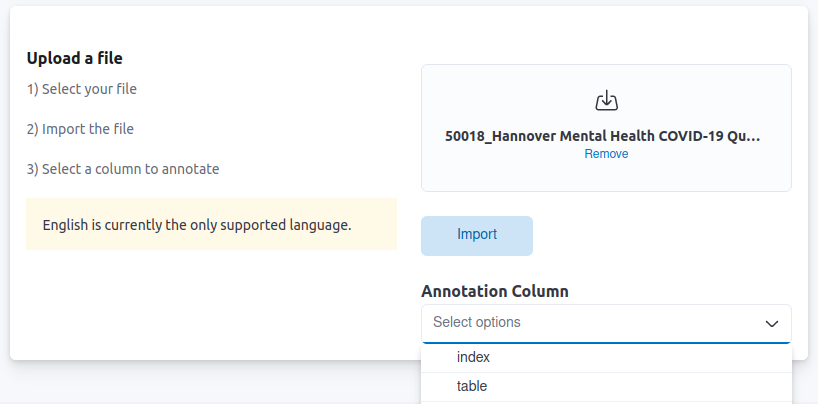 Upload a file
1) Select your file
2) Import the file
3) Select a column to annotate
English is currently the only supported language.
50018_Hannover Mental Health COVID-19 Qu...
Remove
Import
Annotation Column
Select options
index
table